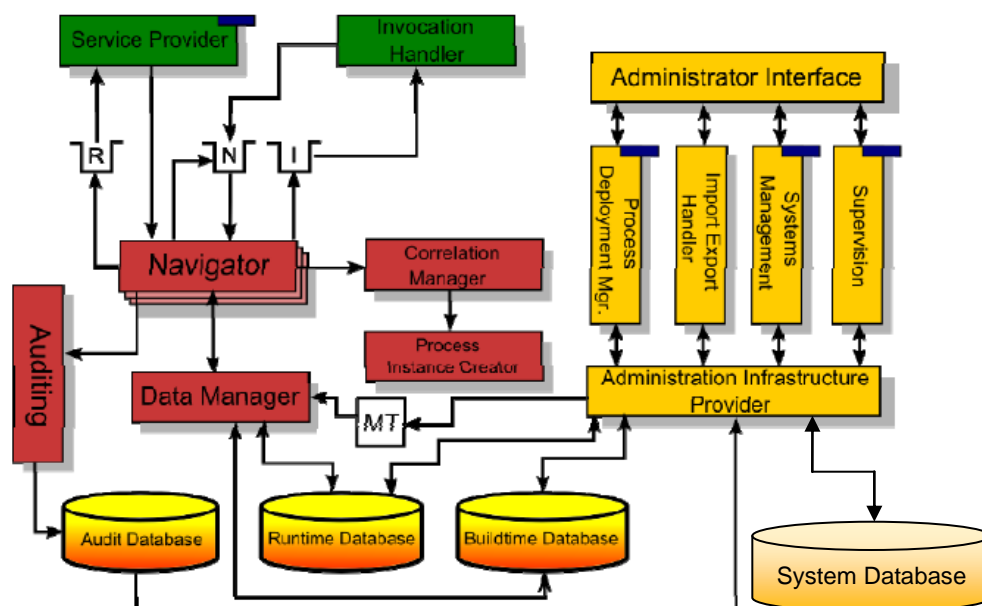 Service Provider
Invocation
Handler
Administrator Interface
R
N
I
Process
Deployment Mgr.
Import Export
Handler
Systems
Management
Supervision
Navigator
Correlation
Manager
Auditing
Process
Instance Creator
Data Manager
MT
Administration Infrastructure
Provider
Audit Database
Runtime Database
Buildtime Database
System Database